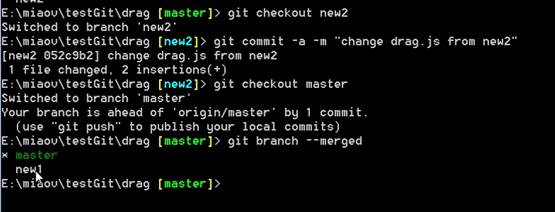 new2
E:\miaov\testGit\drag [master]> git checkout new2
Switched to branch 'new2'
E:\miaov\testGit\drag [new2]> git commit -a -m "change drag.js from new2"
[new2 052c9b2] change drag.js from new2
1 file changed, 2 insertions(+)
E:\miaov\testGit\drag [new2]> git checkout master
Switched to branch 'master'
Your branch is ahead of 'origin/master' by 1 commit.
(use "git push" to publish your local commits)
E:\miaov\testGit\drag [master]> git branch --merged
* master
new1
E:\miaov\testGit\drag [master]>